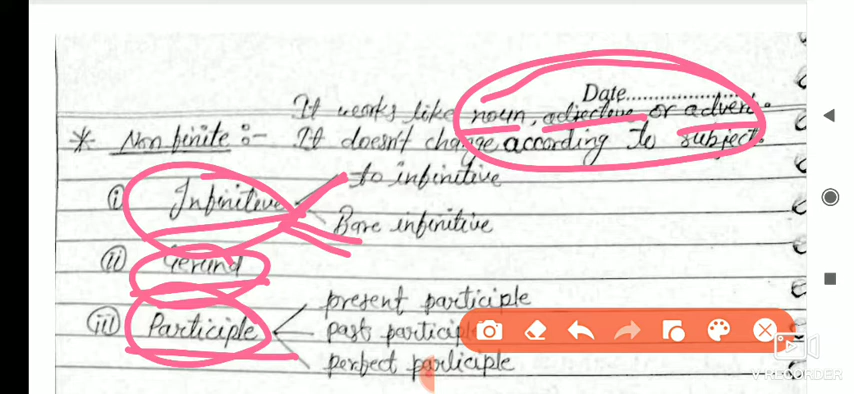 Date........................
It works like noun, adjective or adverb.
* Non finite :- It doesn't change according to subject.
i Infinitive to infinitive
Bare infinitive
ii Gerund
iii Participle present participle
past participle
perfect participle
V RECORDER